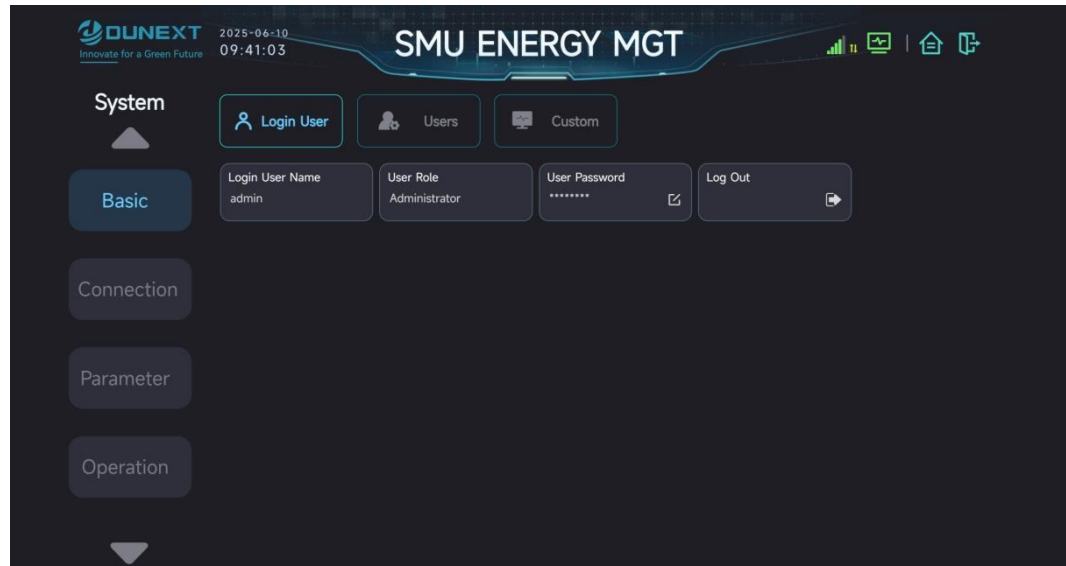 DUNEXT
Innovate for a Green Future
2025-06-10
09:41:03
SMU ENERGY MGT
System
Login User
Users
Custom
Basic
Connection
Parameter
Operation
Login User Name
admin
User Role
Administrator
User Password
********
Log Out